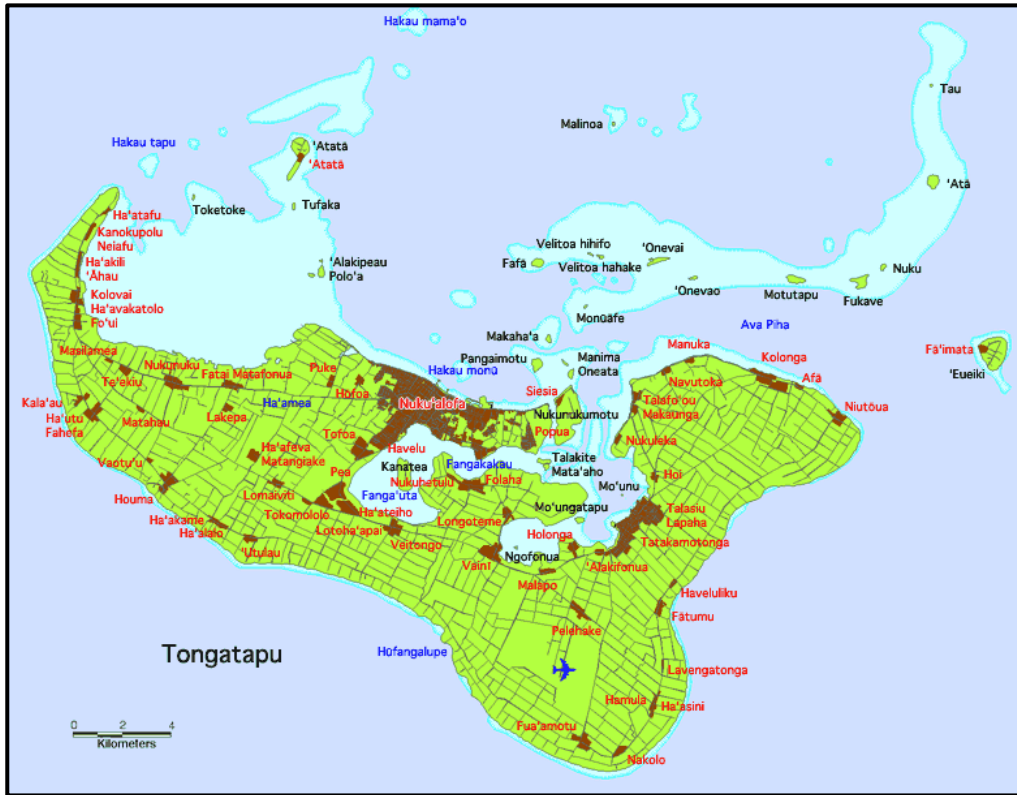 Hakau mama'o
Tau
Malinoa
Hakau tapu
'Atatā
'Atatā
'Atā
Toketoke
Tufaka
Ha'atafu
Kanokupolu
Neiafu
Ha'akili
'Āhau
Kolovai
Ha'avakatolo
Fo'ui
'Alakipeau
Polo'a
Velitoa hihifo
'Onevai
Fafā
Velitoa hahake
'Onevao
Motutapu
Nuku
Fukave
Monūafe
Ava Piha
Makaha'a
Pangaimotu
Manima
Oneata
Hakau monū
Manuka
Kolonga
Navutoka
Afā
Fā'imata
'Eueiki
Masilamea
Te'ekiu
Nukunuku
Fatai
Matafonua
Puke
Hofoa
Siesia
Talafo'ou
Makaunga
Niutōua
Kala'au
Ha'utu
Fahefa
Matahau
Lakepa
Ha'amea
Nuku'alofa
Nukunukumotu
Popua
Nukuleka
Tofoa
Havelu
Ha'afeva
Matangiake
Pea
Kanatea
Fangakakau
Talakite
Mata'aho
Vaotu'u
Houma
Lomaiviti
Nukuhetulu
Folaha
Hoi
Mo'unu
Fanga'uta
Tokomololo
Ha'ateiho
Longoteme
Mo'ungatapu
Talasiu
Lapaha
Tatakamotonga
Ha'akame
Ha'alalo
Lotoha'apai
Veitongo
Holonga
'Utulau
Vainī
Ngofonua
'Alakifonua
Malapo
Haveluliku
Fātumu
Pelehake
Hūfangalupe
Tongatapu
Lavengatonga
Hamula
Ha'asini
Fua'amotu
Nakolo
0 2 4
Kilometers